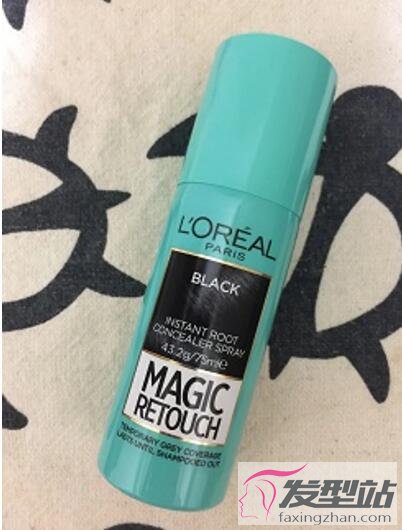 L'ORÉAL
PARIS
BLACK
INSTANT ROOT
CONCEALER SPRAY
43.2g/75ml℮
MAGIC
RETOUCH
TEMPORARY GREY COVERAGE
LASTS UNTIL SHAMPOOED OUT
发型站
faxingzhan.com